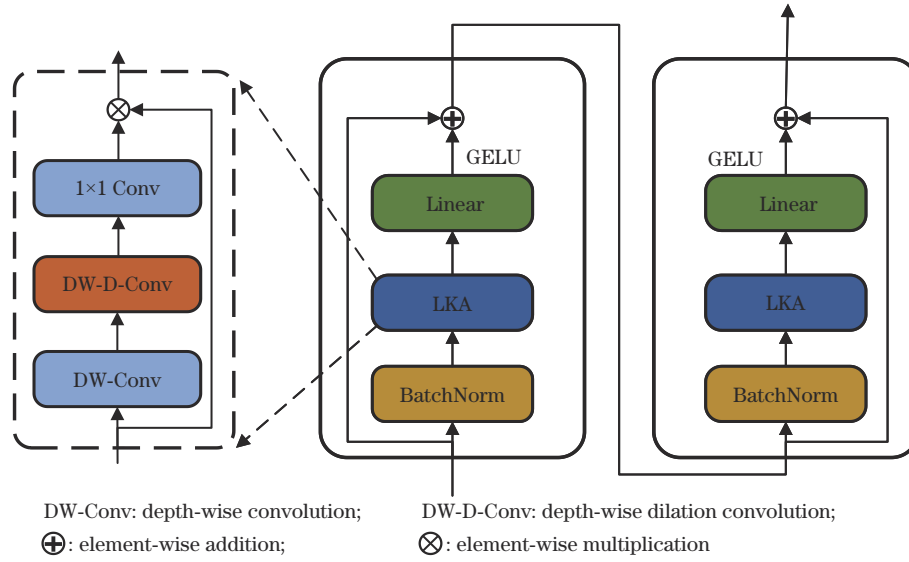 1×1 Conv
DW-D-Conv
DW-Conv
GELU
Linear
LKA
BatchNorm
GELU
Linear
LKA
BatchNorm
DW-Conv: depth-wise convolution;
DW-D-Conv: depth-wise dilation convolution;
⊕: element-wise addition;
⊗: element-wise multiplication